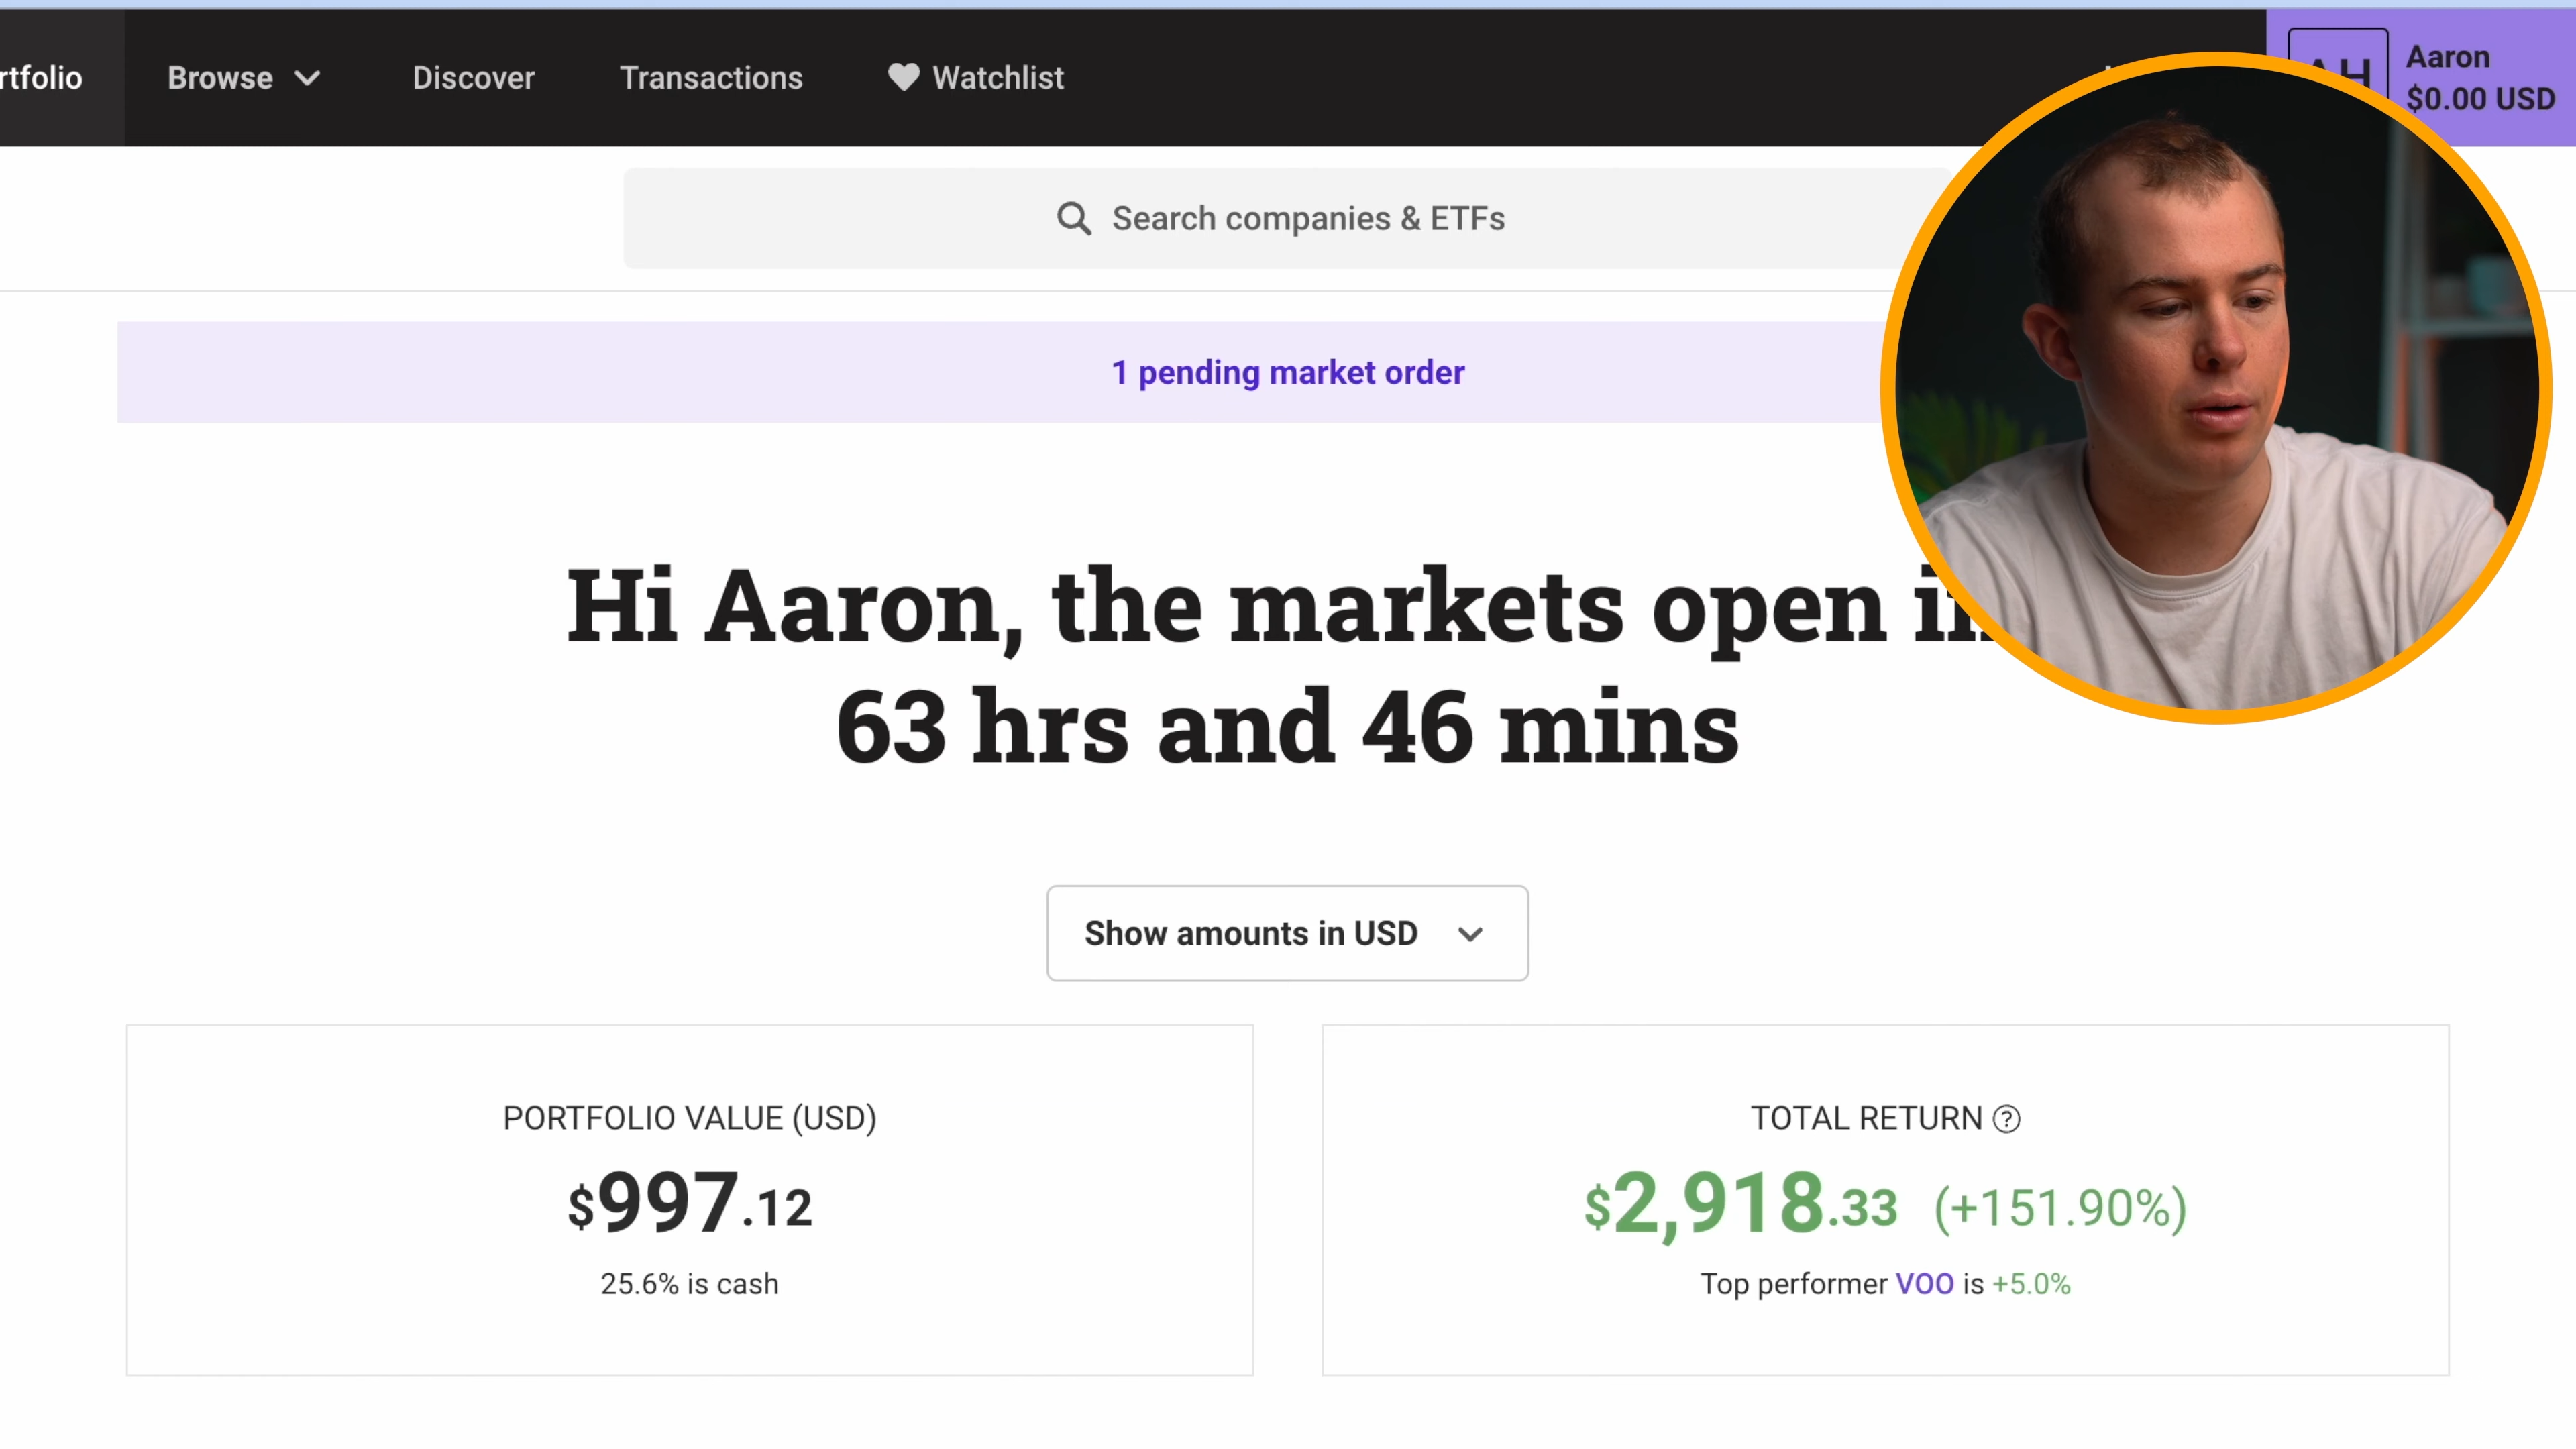 Browse
Discover
Transactions
Watchlist
Aaron
$0.00 USD
Search companies & ETFs
1 pending market order
Hi Aaron, the markets open
63 hrs and 46 mins
Show amounts in USD
PORTFOLIO VALUE (USD)
$997.12
25.6% is cash
TOTAL RETURN ?
$2,918.33 (+151.90%)
Top performer VOO is +5.0%